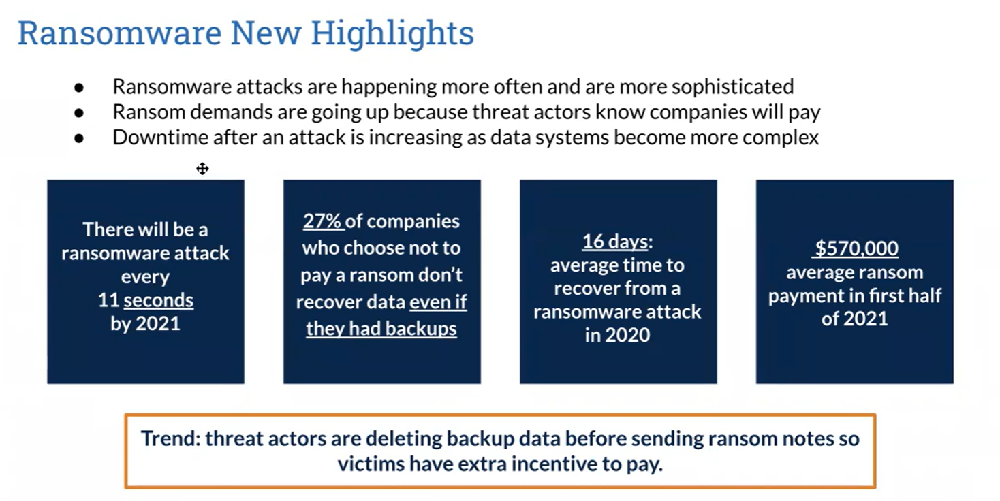 Ransomware New Highlights
● Ransomware attacks are happening more often and are more sophisticated
● Ransom demands are going up because threat actors know companies will pay
● Downtime after an attack is increasing as data systems become more complex
There will be a
ransomware attack
every
11 seconds
by 2021
27% of companies
who choose not to
pay a ransom don’t
recover data even if
they had backups
16 days:
average time to
recover from a
ransomware attack
in 2020
$570,000
average ransom
payment in first half
of 2021
Trend: threat actors are deleting backup data before sending ransom notes so
victims have extra incentive to pay.